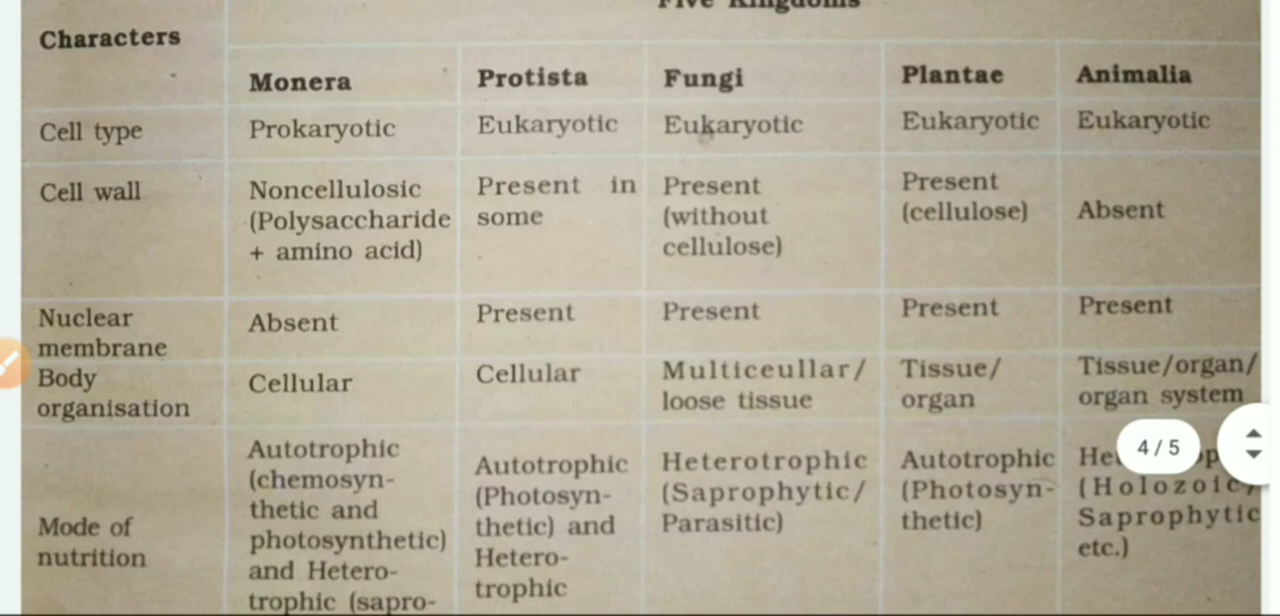 Five Kingdoms
Characters
Monera
Protista
Fungi
Plantae
Animalia
Cell type
Prokaryotic
Eukaryotic
Eukaryotic
Eukaryotic
Eukaryotic
Cell wall
Noncellulosic
(Polysaccharide
+ amino acid)
Present in
some
Present
(without
cellulose)
Present
(cellulose)
Absent
Nuclear
membrane
Absent
Present
Present
Present
Present
Body
organisation
Cellular
Cellular
Multiceullar/
loose tissue
Tissue/
organ
Tissue/organ/
organ system
Mode of
nutrition
Autotrophic
(chemosyn-
thetic and
photosynthetic)
and Hetero-
trophic (sapro-
Autotrophic
(Photosyn-
thetic) and
Hetero-
trophic
Heterotrophic
(Saprophytic/
Parasitic)
Autotrophic
(Photosyn-
thetic)
(Holozoic/
Saprophytic
etc.)
4 / 5